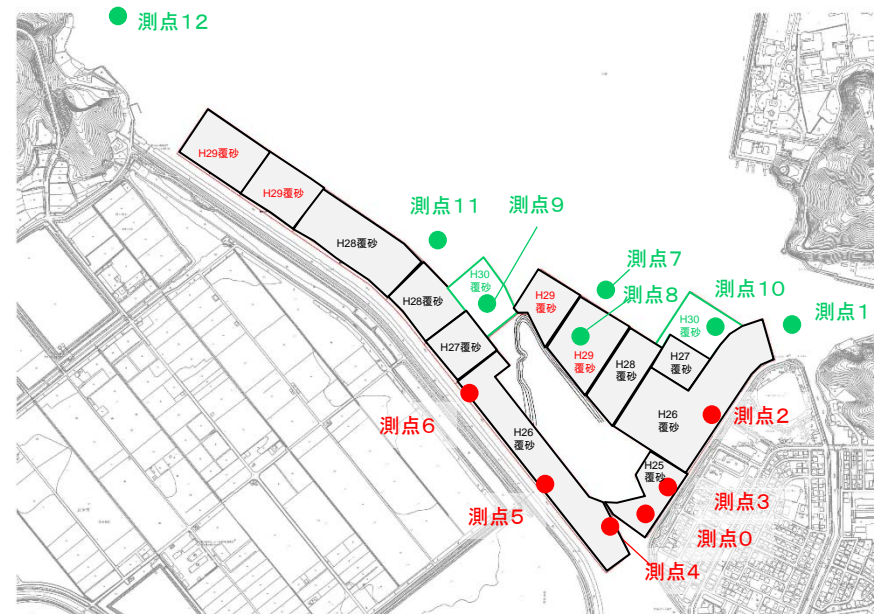 測点12
H29覆砂
H29覆砂
測点11
測点9
H28覆砂
測点7
H30
覆砂
測点8
測点10
H29
覆砂
H28覆砂
測点1
H30
覆砂
H29
覆砂
H27覆砂
H28
覆砂
H27
覆砂
測点6
H26
覆砂
H26
覆砂
測点2
H25
覆砂
測点5
測点3
測点0
測点4